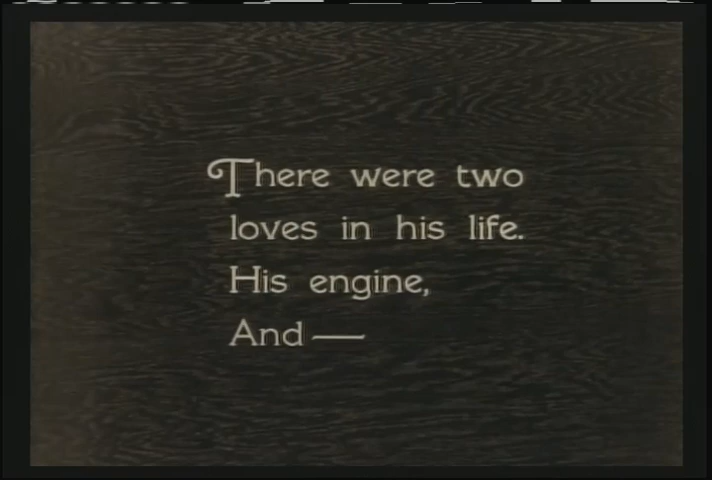 There were two
loves in his life.
His engine,
And —